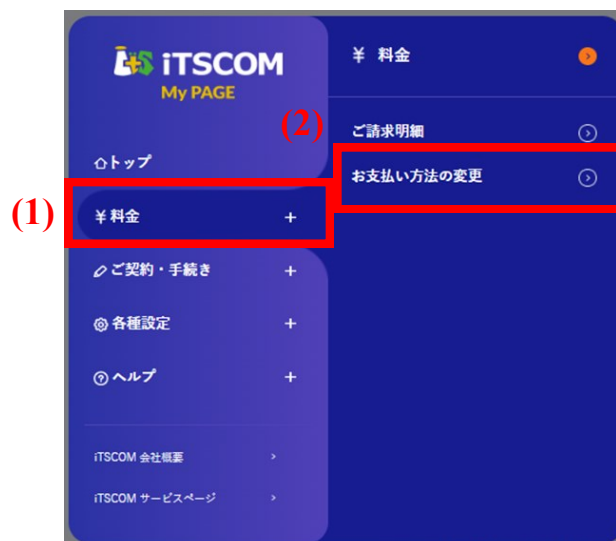 iTSCOM
My PAGE
トップ
(1)
¥ 料金 +
ご契約・手続き +
各種設定 +
ヘルプ +
iTSCOM 会社概要 >
iTSCOM サービスページ >
¥ 料金
(2)
ご請求明細
お支払い方法の変更